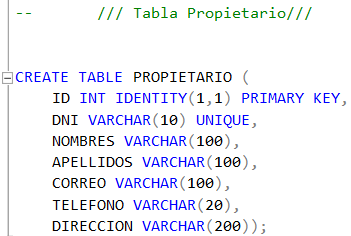 --       /// Tabla Propietario///
CREATE TABLE PROPIETARIO (
    ID INT IDENTITY(1,1) PRIMARY KEY,
    DNI VARCHAR(10) UNIQUE,
    NOMBRES VARCHAR(100),
    APELLIDOS VARCHAR(100),
    CORREO VARCHAR(100),
    TELEFONO VARCHAR(20),
    DIRECCION VARCHAR(200));